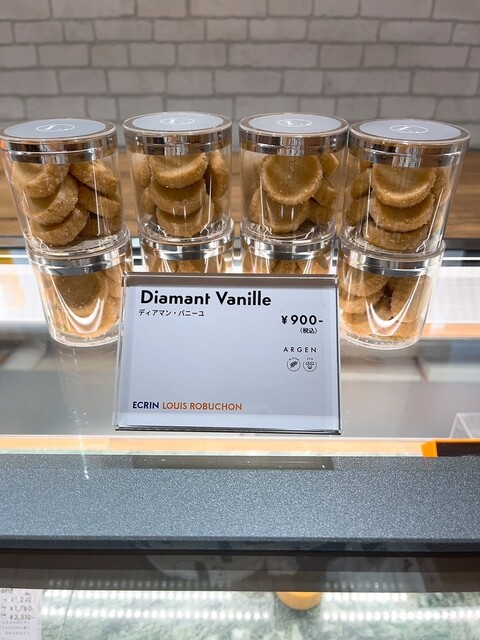 Diamant Vanille
ディアマン・バニーユ
¥900-
(税込)
ARGEN
ECRIN LOUIS ROBUCHON